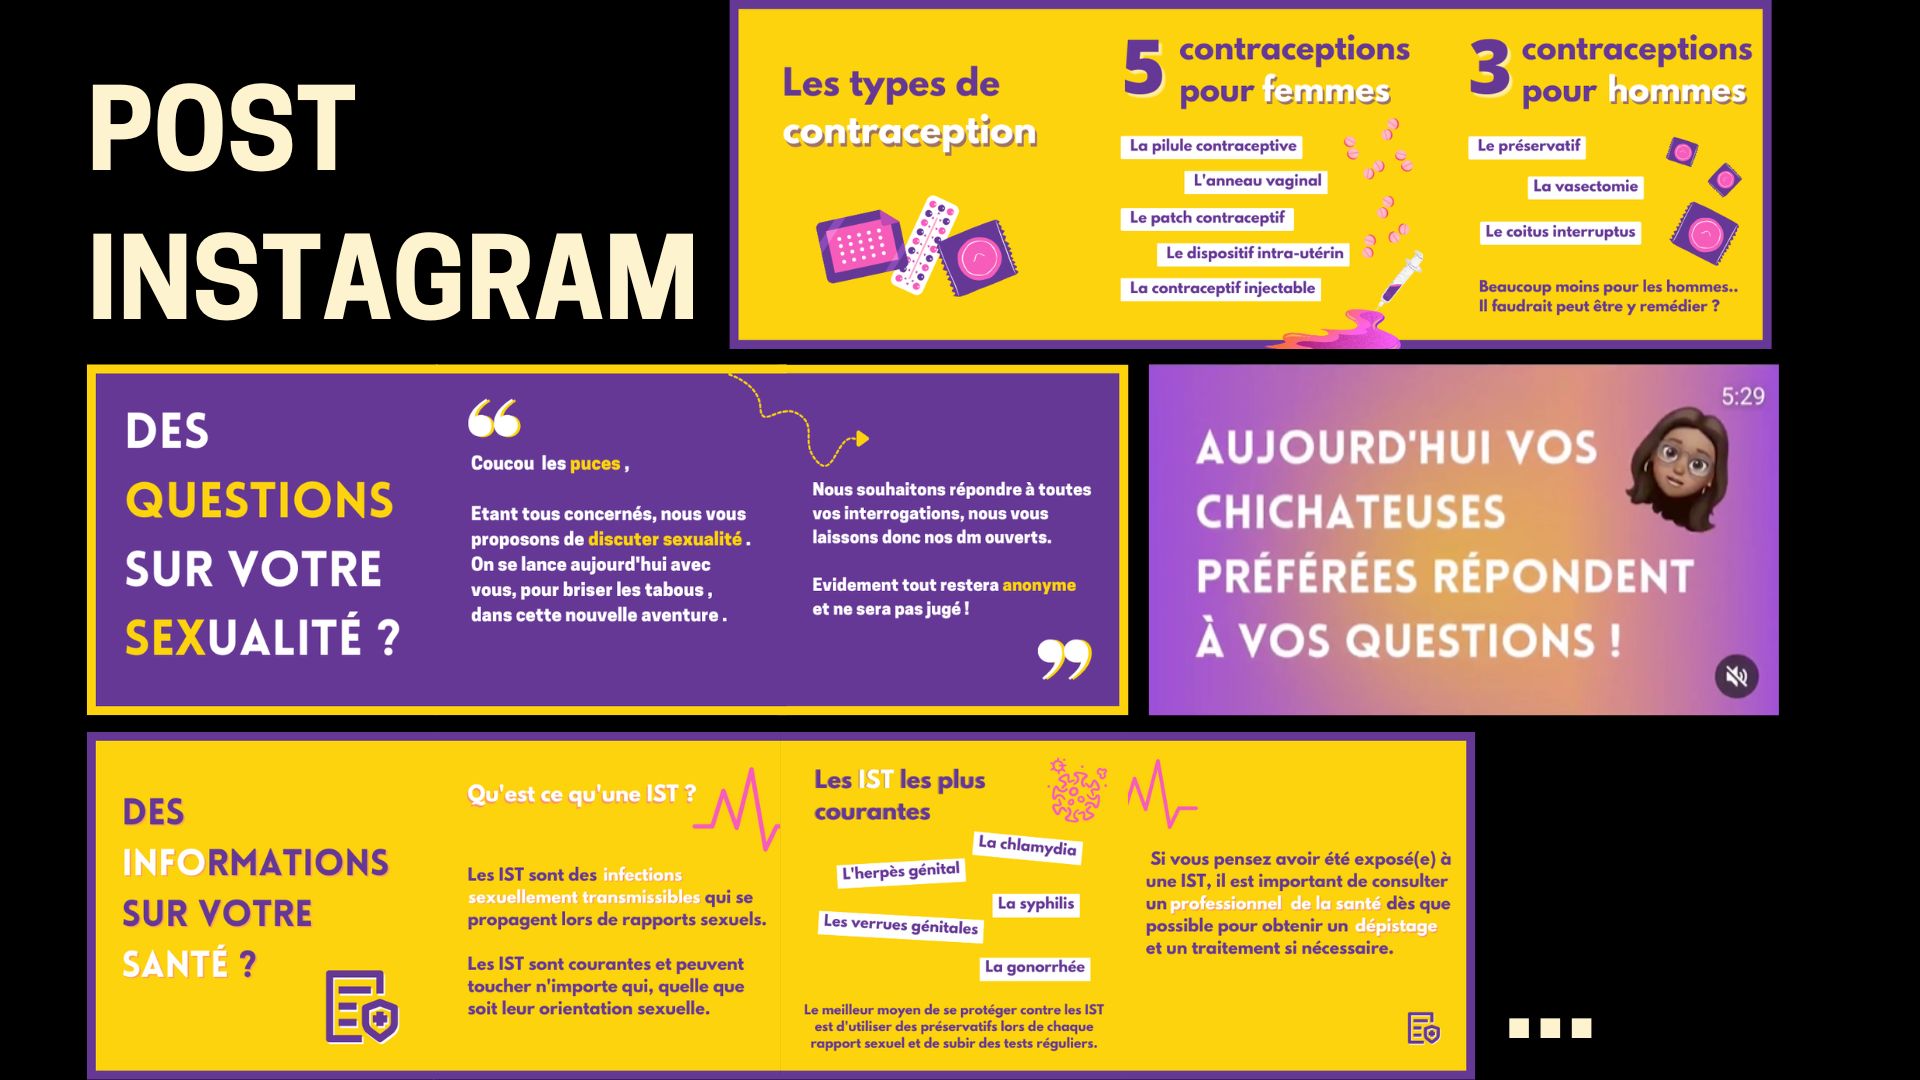 POST
INSTAGRAM
Les types de
contraception
5 contraceptions
pour femmes
La pilule contraceptive
L'anneau vaginal
Le patch contraceptif
Le dispositif intra-utérin
La contraceptif injectable
3 contraceptions
pour hommes
Le préservatif
La vasectomie
Le coitus interruptus
Beaucoup moins pour les hommes..
Il faudrait peut être y remédier ?
DES
QUESTIONS
SUR VOTRE
SEXUALITÉ ?
“
Coucou les puces ,
Etant tous concernés, nous vous
proposons de discuter sexualité .
On se lance aujourd'hui avec
vous, pour briser les tabous ,
dans cette nouvelle aventure .
Nous souhaitons répondre à toutes
vos interrogations, nous vous
laissons donc nos dm ouverts.
Evidement tout restera anonyme
et ne sera pas jugé !
”
5:29
AUJOURD'HUI VOS
CHICHATEUSES
PRÉFÉRÉES RÉPONDENT
À VOS QUESTIONS !
DES
INFORMATIONS
SUR VOTRE
SANTÉ ?
Qu'est ce qu'une IST ?
Les IST sont des infections
sexuellement transmissibles qui se
propagent lors de rapports sexuels.
Les IST sont courantes et peuvent
toucher n'importe qui, quelle que
soit leur orientation sexuelle.
Les IST les plus
courantes
La chlamydia
L'herpès génital
La syphilis
Les verrues génitales
La gonorrhée
Le meilleur moyen de se protéger contre les IST
est d'utiliser des préservatifs lors de chaque
rapport sexuel et de subir des tests réguliers.
Si vous pensez avoir été exposé(e) à
une IST, il est important de consulter
un professionnel de la santé dès que
possible pour obtenir un dépistage
et un traitement si nécessaire.
...